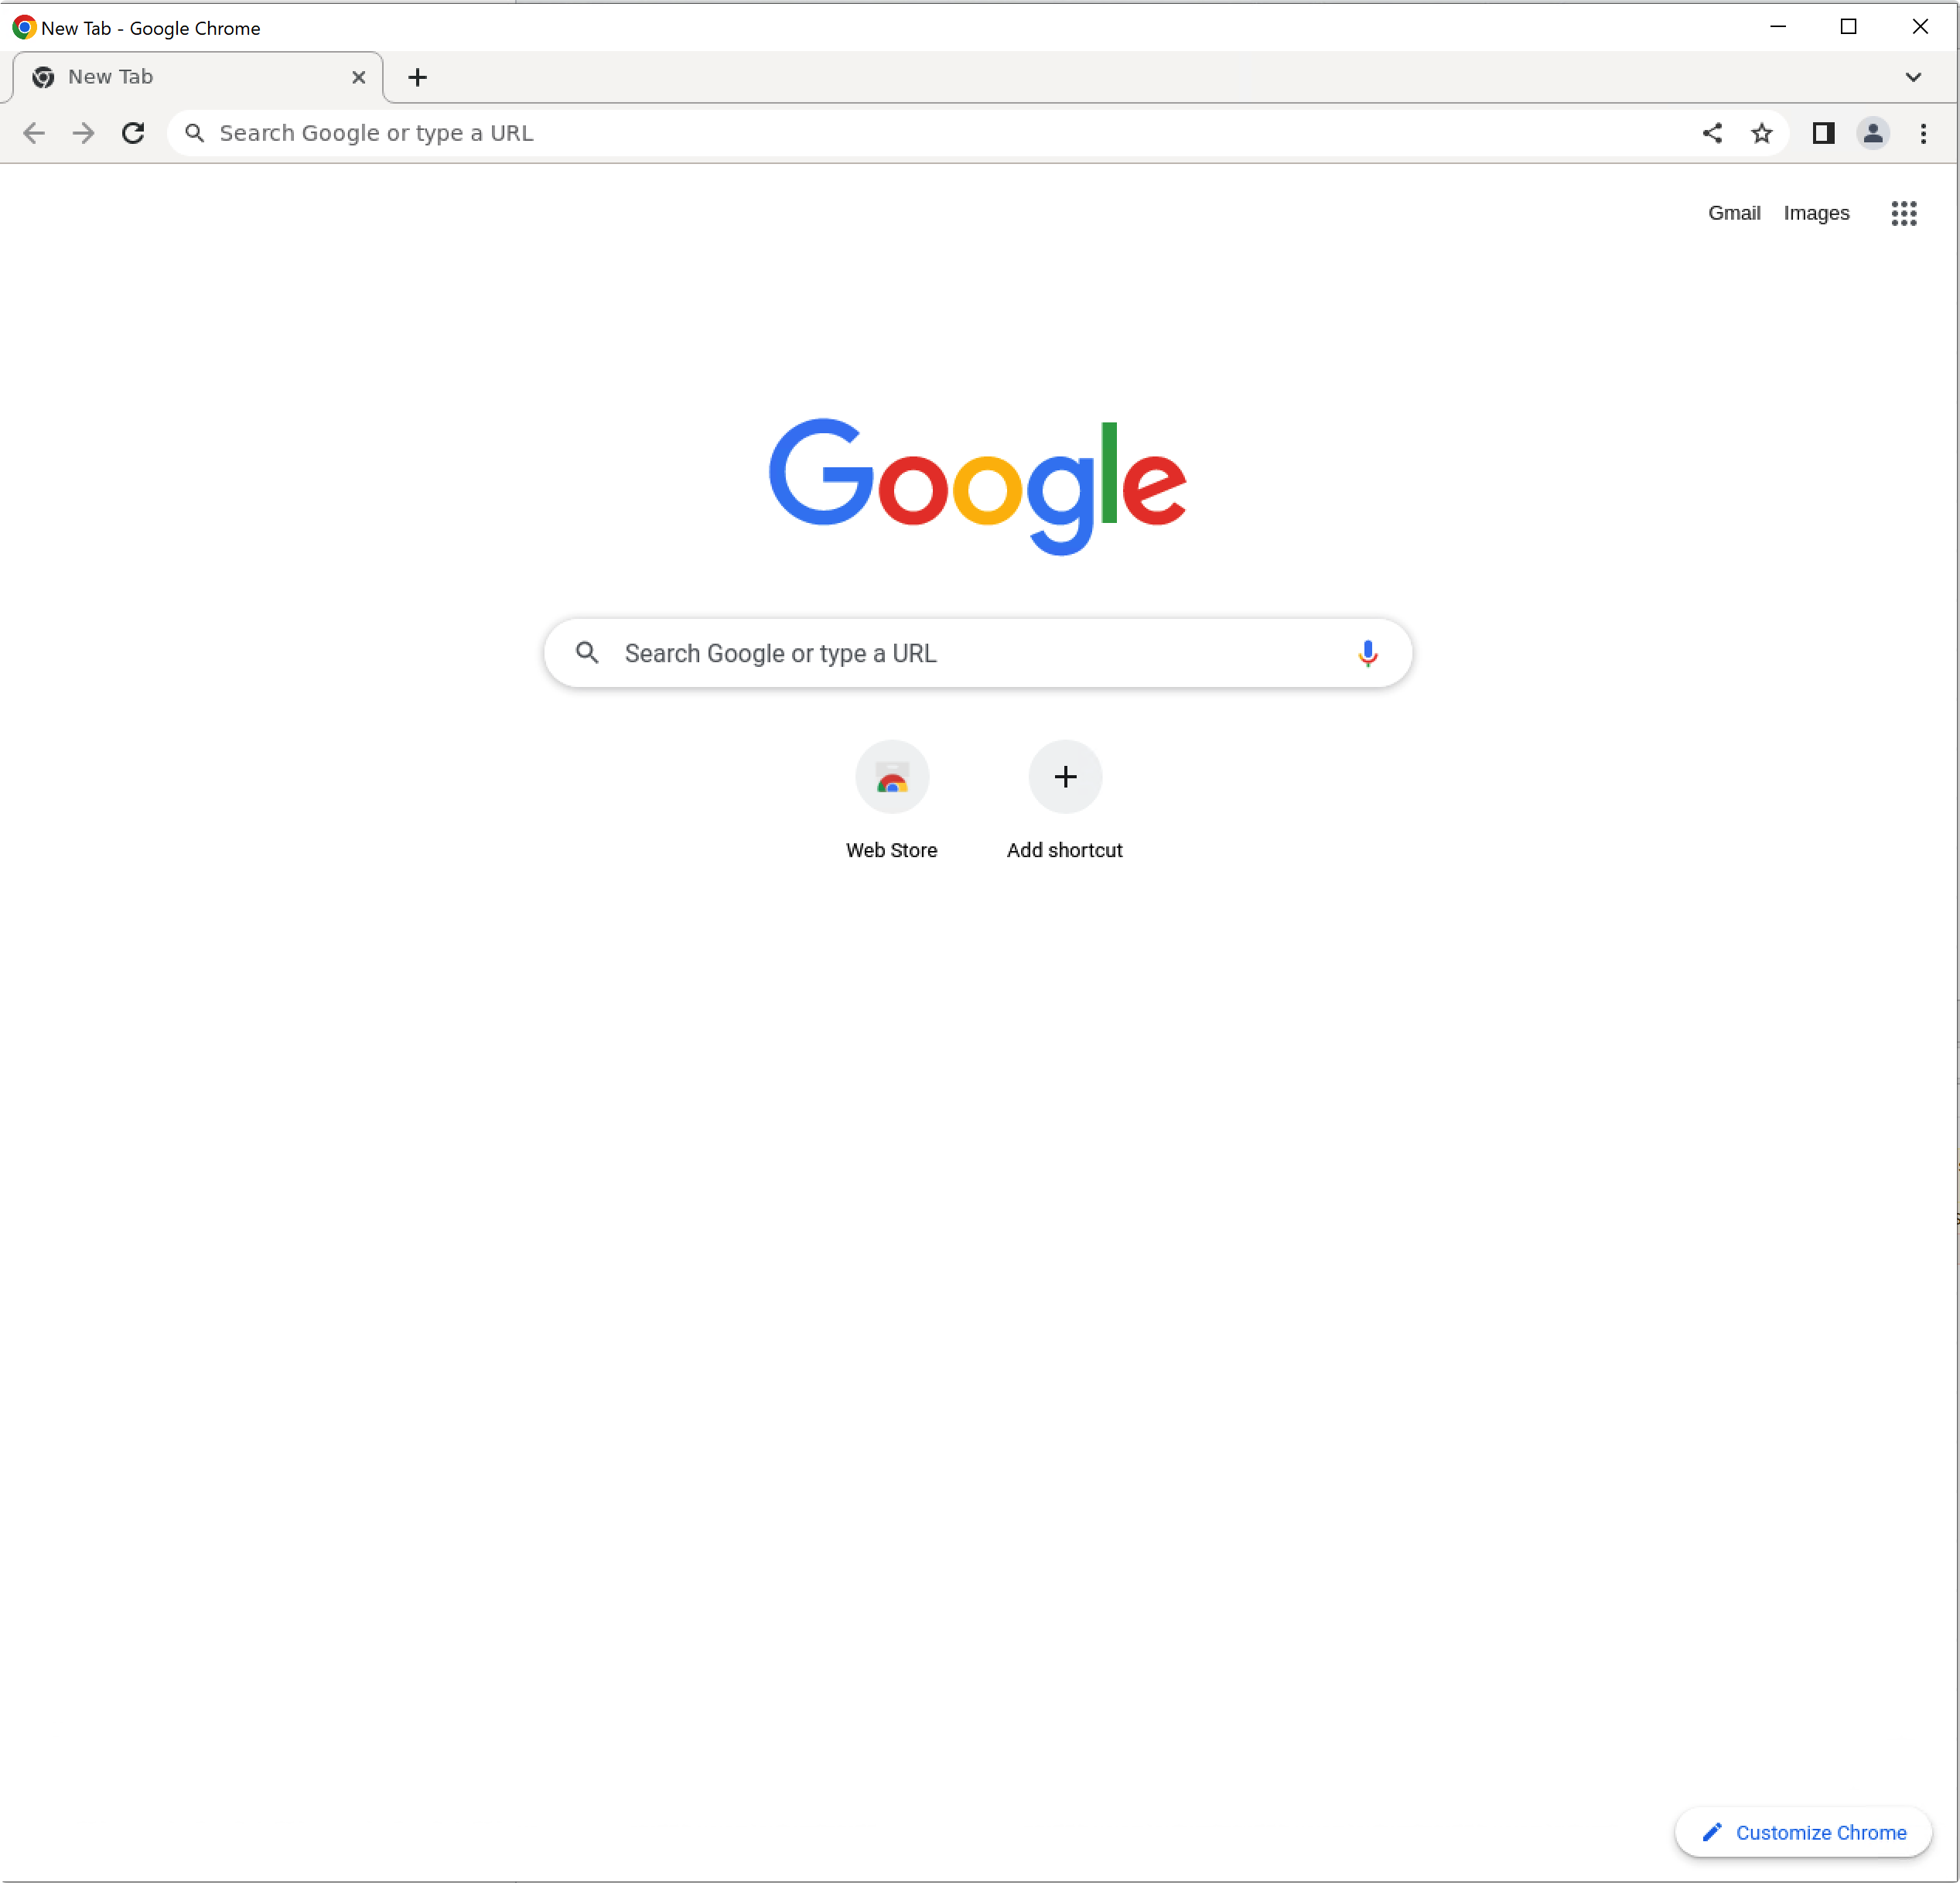 New Tab - Google Chrome
New Tab
Search Google or type a URL
Gmail Images
Google
Search Google or type a URL
Web Store Add shortcut
Customize Chrome